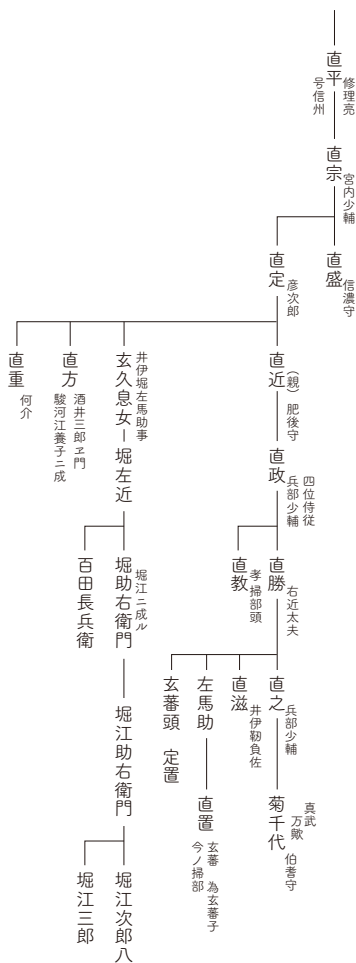 直平
修理亮
号信州
直宗
宮内少輔
直盛
信濃守
直定
彦次郎
直近
(親)肥後守
直政
四位侍従
兵部少輔
直勝
右近太夫
直教
孝掃部頭
直之
兵部少輔
菊千代
真武
万歟
伯耆守
直滋
井伊靱負佐
左馬助
直置
玄蕃 為玄蕃子
今ノ掃部
玄蕃頭 定置
玄久息女
井伊堀左馬助事
堀左近
堀助右衛門
堀江ニ成ル
堀江助右衛門
堀江次郎八
堀江三郎
百田長兵衛
直方
酒井三郎ヱ門
駿河江養子ニ成
直重
何介